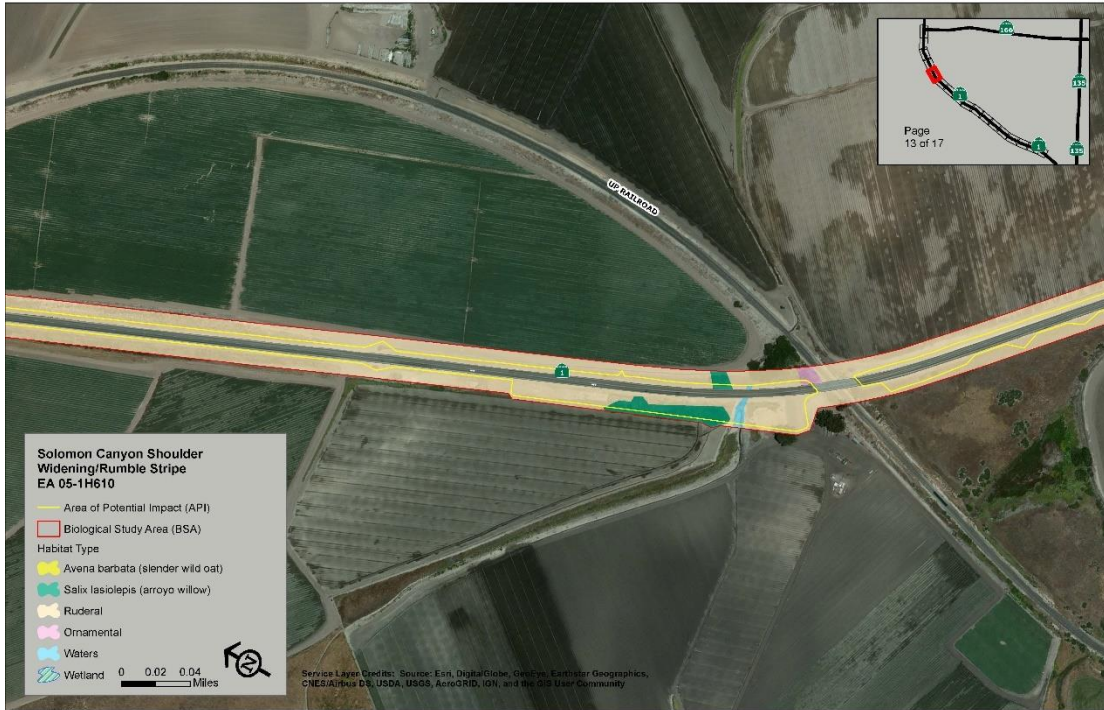 166
135
1
Page
13 of 17
1
135
UP RAILROAD
1
Solomon Canyon Shoulder
Widening/Rumble Stripe
EA 05-1H610
Area of Potential Impact (API)
Biological Study Area (BSA)
Habitat Type
Avena barbata (slender wild oat)
Salix lasiolepis (arroyo willow)
Ruderal
Ornamental
Waters
Wetland
0 0.02 0.04
Miles
N
Service Layer Credits: Source: Esri, DigitalGlobe, GeoEye, Earthstar Geographics,
CNES/Airbus DS, USDA, USGS, AeroGRID, IGN, and the GIS User Community